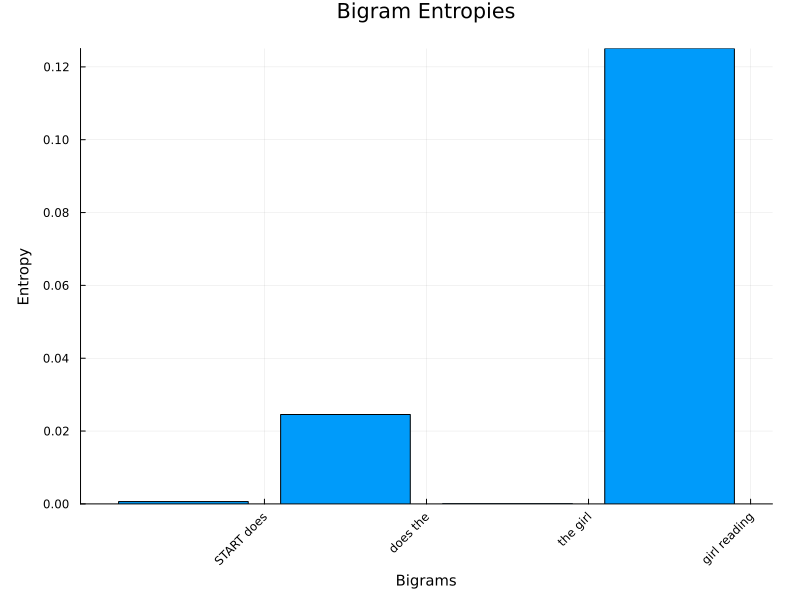 Bigram Entropies
0.12
0.10
0.08
0.06
0.04
0.02
0.00
Entropy
START does
does the
the girl
girl reading
Bigrams